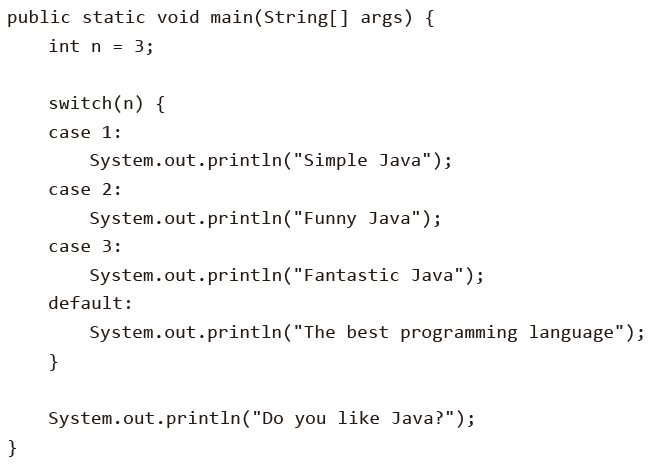 public static void main(String[] args) {
    int n = 3;

    switch(n) {
    case 1:
        System.out.println("Simple Java");
    case 2:
        System.out.println("Funny Java");
    case 3:
        System.out.println("Fantastic Java");
    default:
        System.out.println("The best programming language");
    }

    System.out.println("Do you like Java?");
}